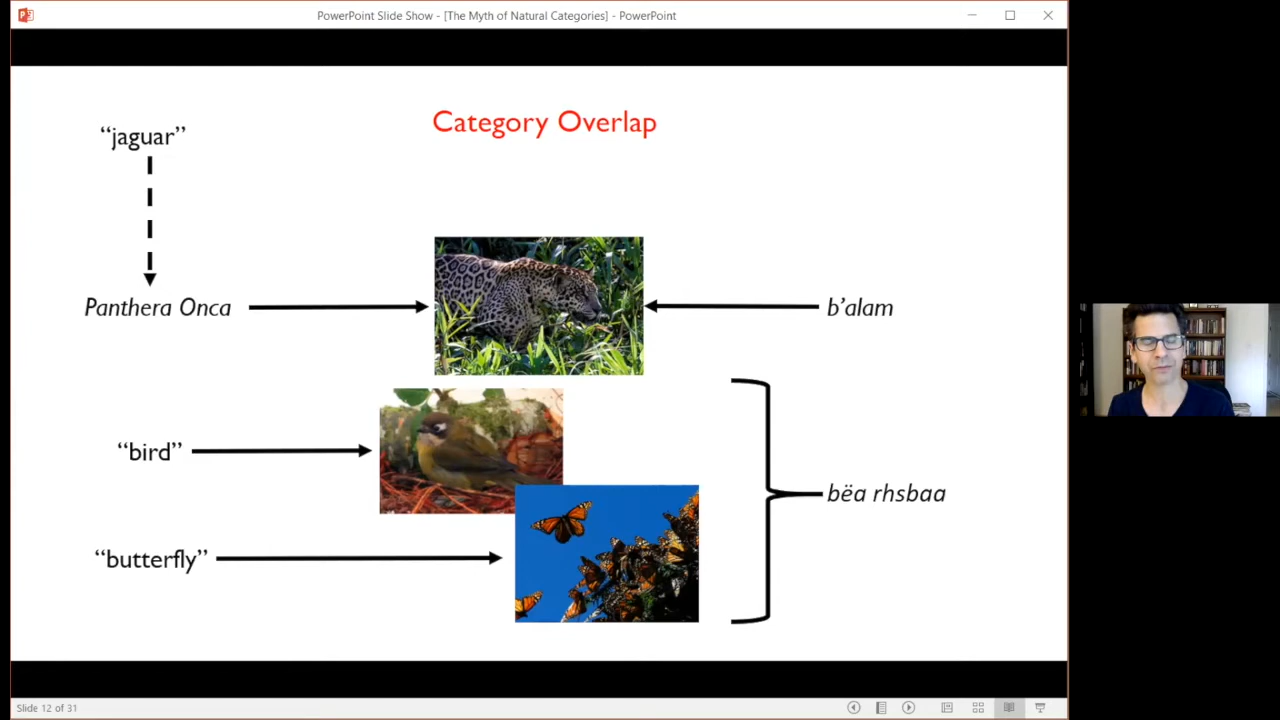 PowerPoint Slide Show - [The Myth of Natural Categories] - PowerPoint
Category Overlap
“jaguar”
Panthera Onca
b’alam
“bird”
bëa rhsbaa
“butterfly”
Slide 12 of 31